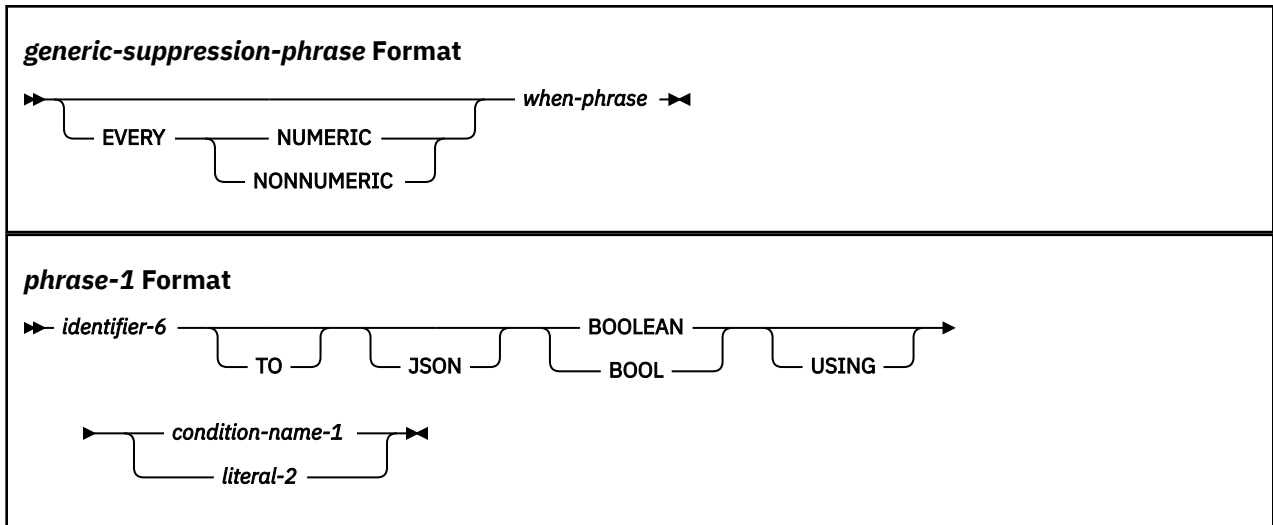 generic-suppression-phrase Format
when-phrase
EVERY NUMERIC
NONNUMERIC
phrase-1 Format
identifier-6 BOOLEAN
TO JSON BOOL USING
condition-name-1
literal-2